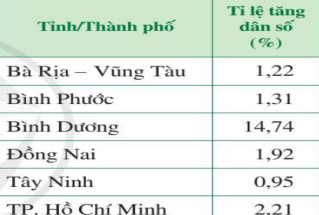 Tỉnh/Thành phố
Tỉ lệ tăng
dân số
(%)
Bà Rịa – Vũng Tàu 1,22
Bình Phước 1,31
Bình Dương 14,74
Đồng Nai 1,92
Tây Ninh 0,95
TP. Hồ Chí Minh 2,21